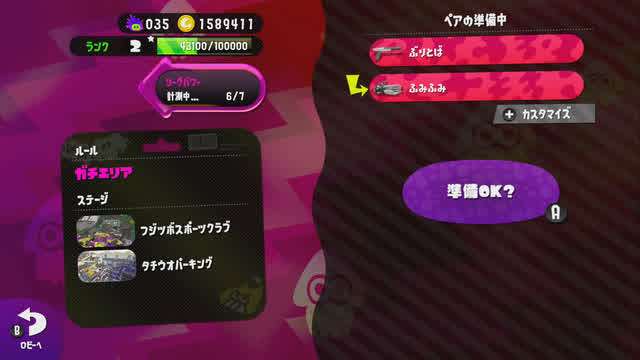 035 1589411
ランク 2 43100/100000
リーグパワー
計測中... 6/7
ルール
ガチエリア
ステージ
フジツボスポーツクラブ
タチウオパーキング
B
ロビーへ
ペアの準備中
ぷりとば
ふみふみ
+ カスタマイズ
準備OK?
A